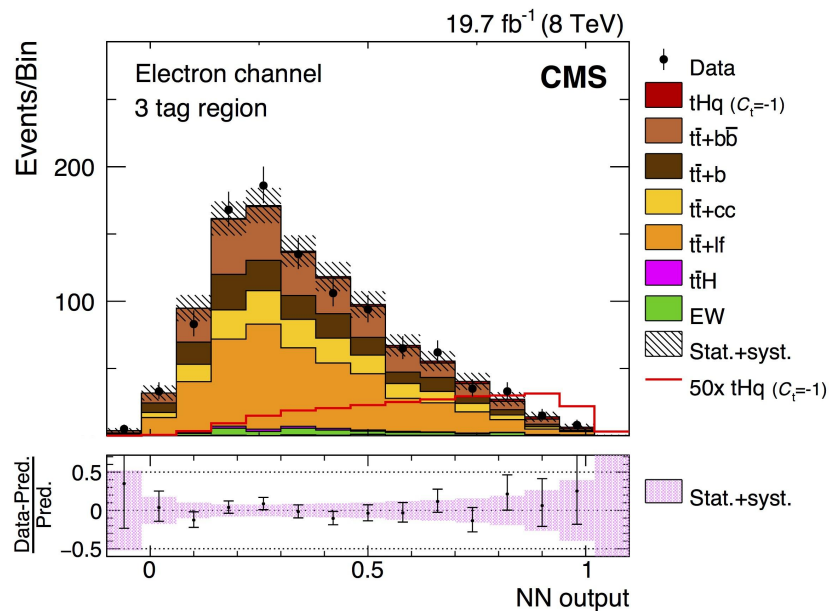 19.7 fb⁻¹ (8 TeV)
Events/Bin
Electron channel
3 tag region
CMS
200
100
Data
tHq (Cₜ=-1)
tt̄+bb̄
tt̄+b
tt̄+cc
tt̄+lf
tt̄H
EW
Stat.+syst.
50x tHq (Cₜ=-1)
Data-Pred.
Pred.
0.5
0
−0.5
Stat.+syst.
0
0.5
1
NN output